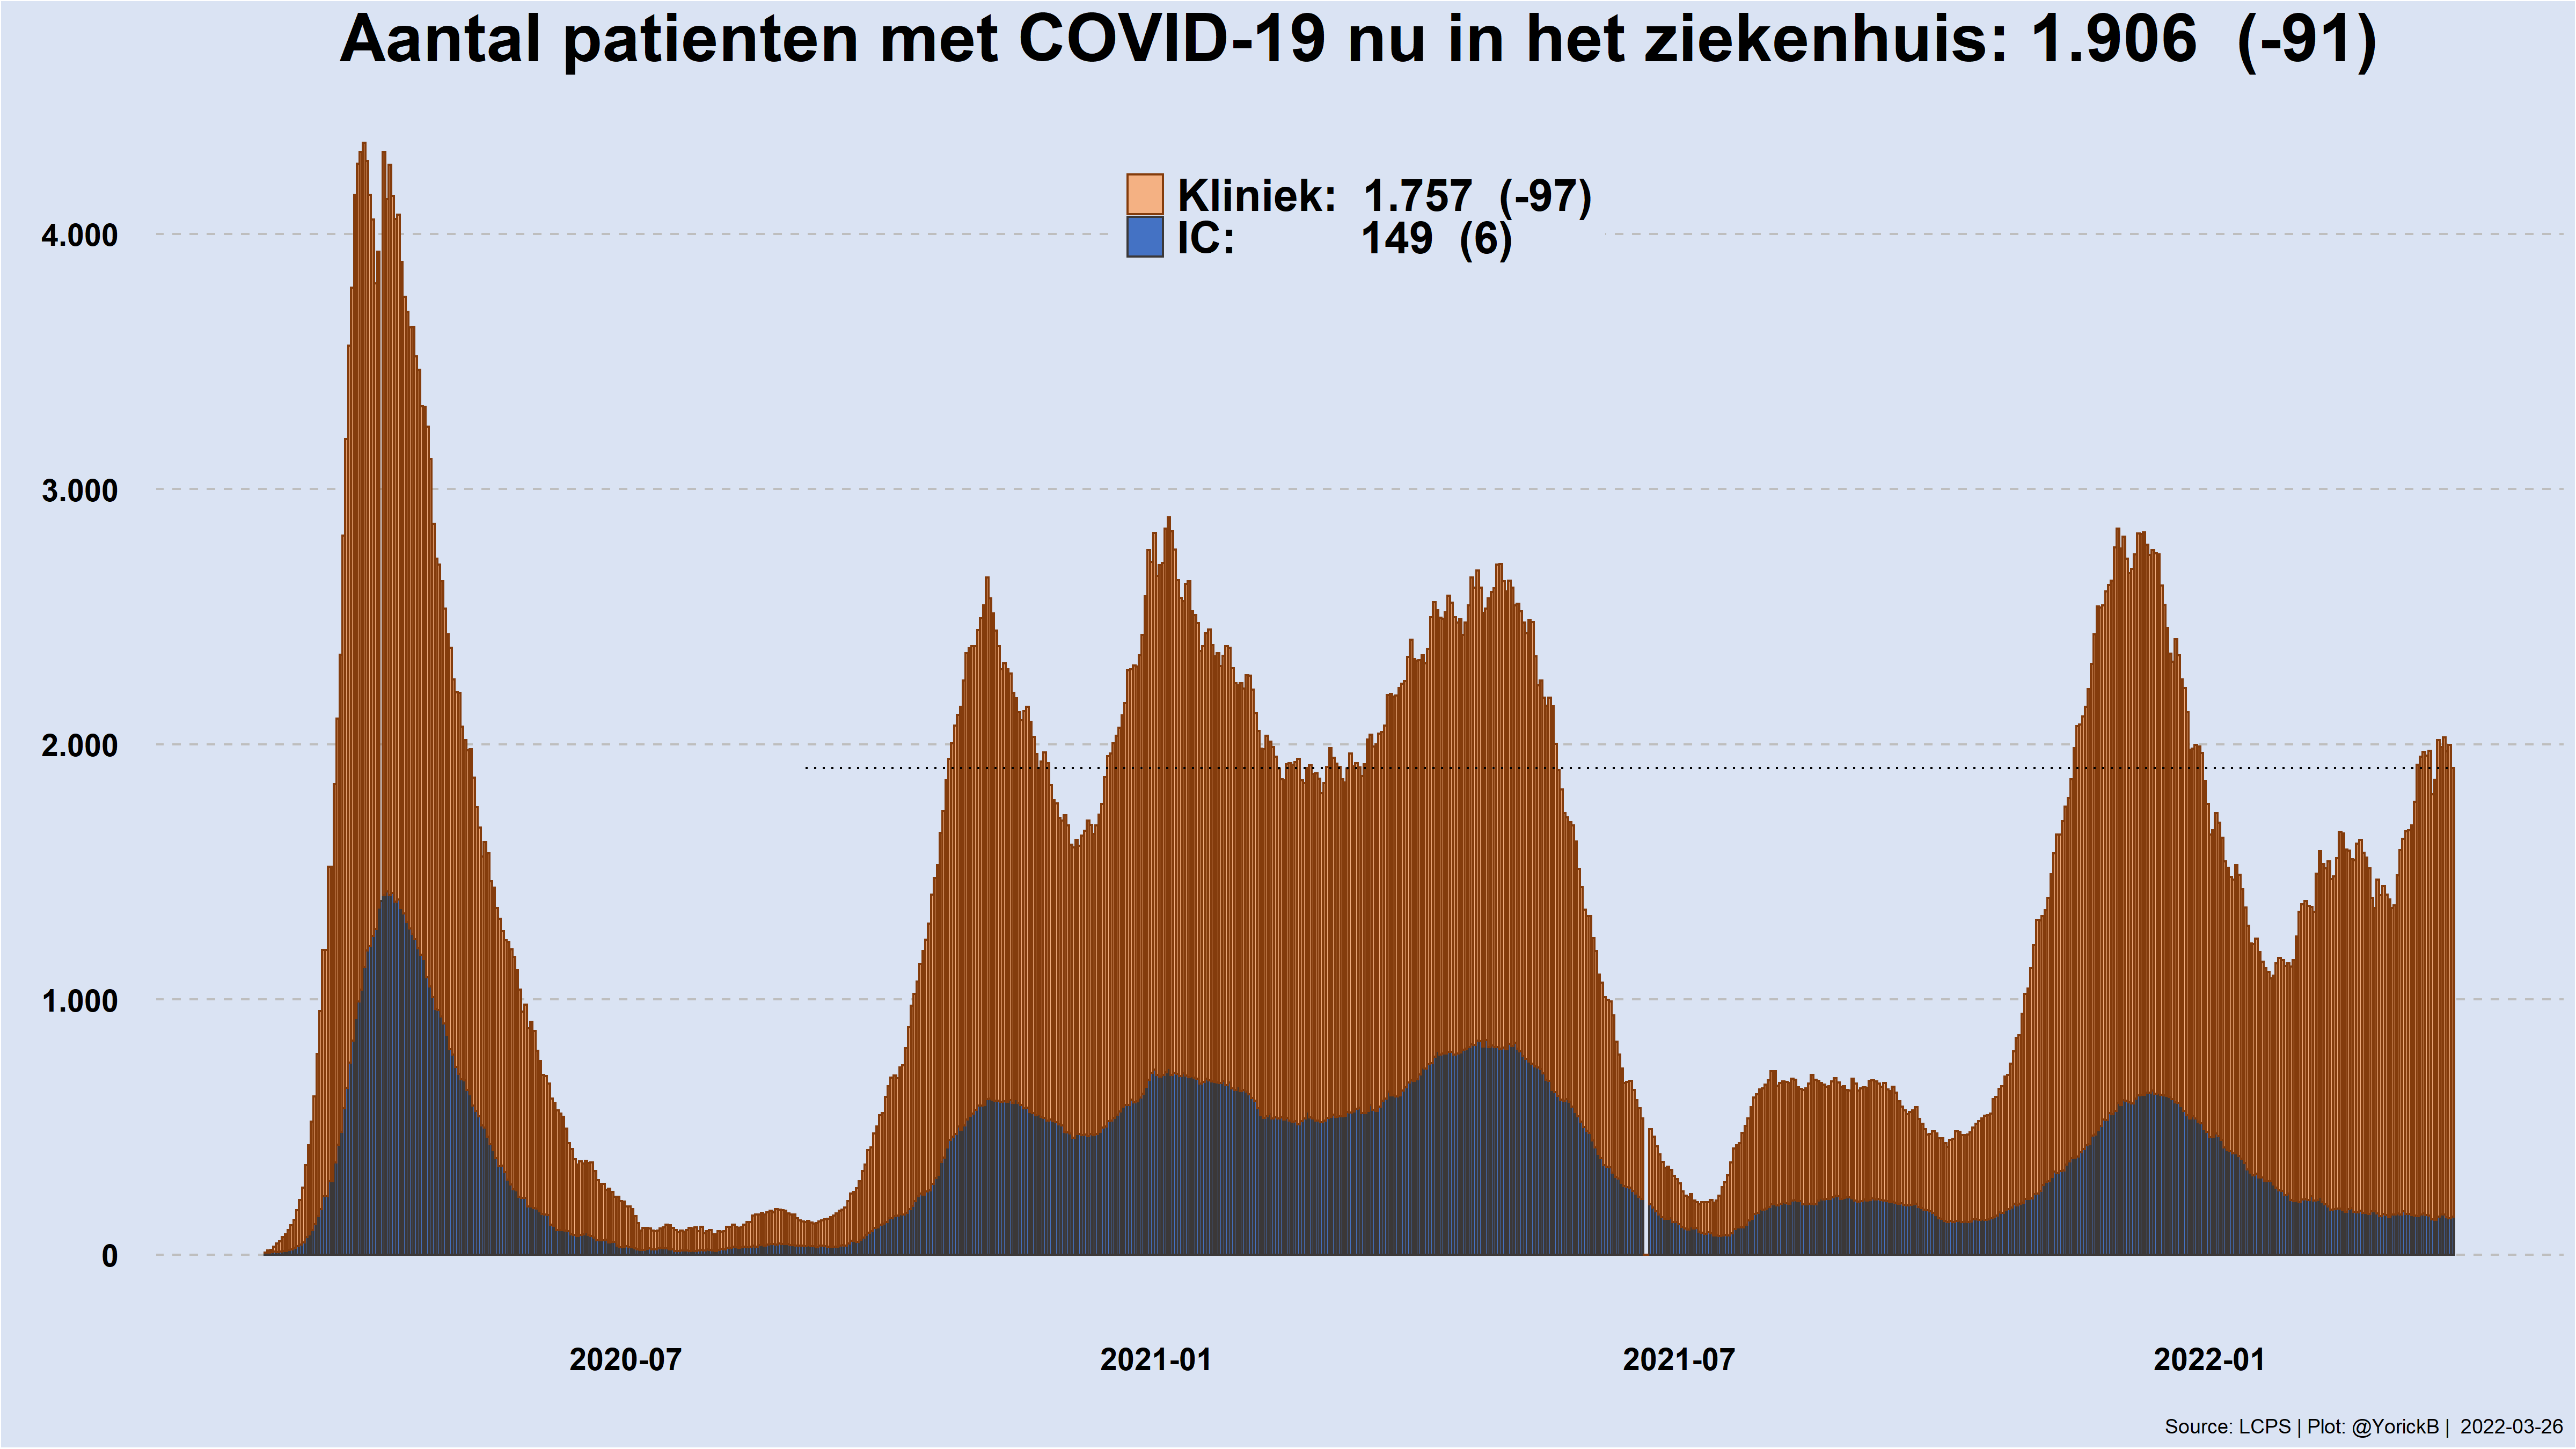 Aantal patienten met COVID-19 nu in het ziekenhuis: 1.906 (-91)
Kliniek: 1.757 (-97)
IC: 149 (6)
4.000
3.000
2.000
1.000
0
2020-07 2021-01 2021-07 2022-01
Source: LCPS | Plot: @YorickB | 2022-03-26